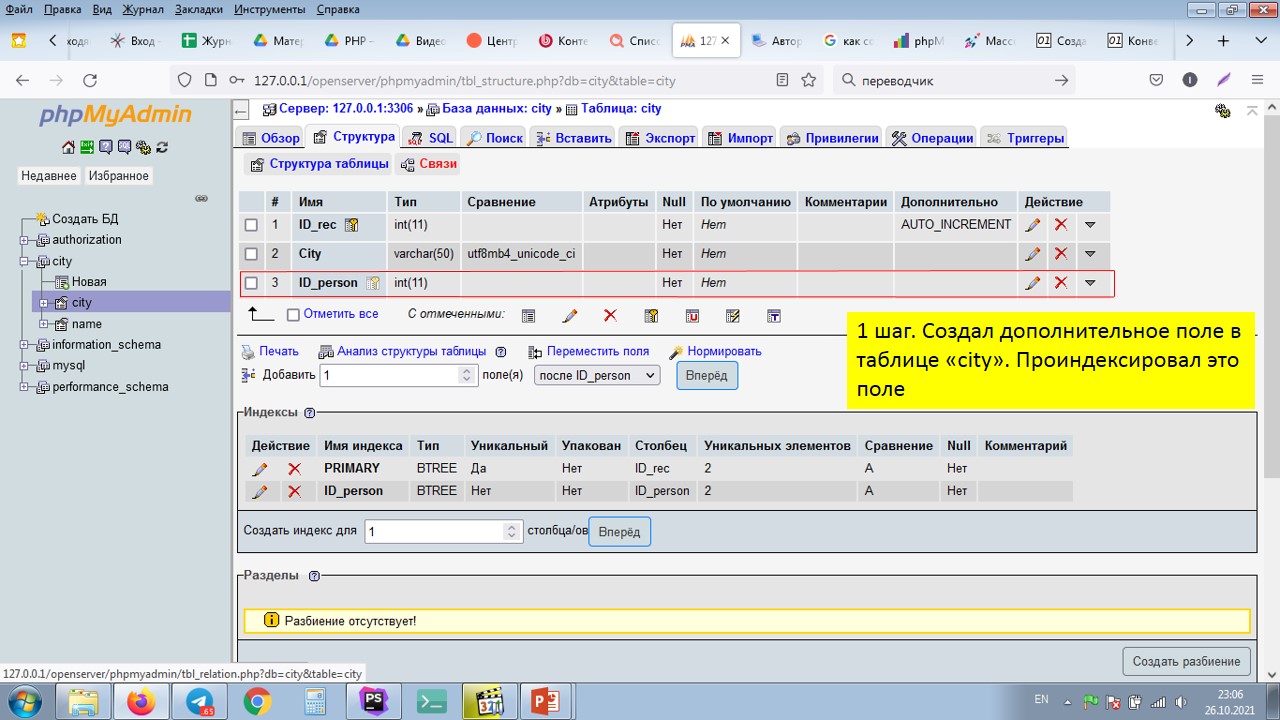 Файл Правка Вид Журнал Закладки Инструменты Справка
Вход - Журн Матер PHP - Видео Центр Конте Списс 127 Автор как со phpM Массо Созда Конве
127.0.0.1/openserver/phpmyadmin/tbl_structure.php?db=city&table=city
переводчик
phpMyAdmin
Недавнее Избранное
Создать БД
authorization
city
Новая
city
name
information_schema
mysql
performance_schema
Сервер: 127.0.0.1:3306 » База данных: city » Таблица: city
Обзор Структура SQL Поиск Вставить Экспорт Импорт Привилегии Операции Триггеры
Структура таблицы Связи
# Имя Тип Сравнение Атрибуты Null По умолчанию Комментарии Дополнительно Действие
1 ID_rec int(11) Нет Нет AUTO_INCREMENT
2 City varchar(50) utf8mb4_unicode_ci Нет Нет
3 ID_person int(11) Нет Нет
Отметить все С отмеченными:
Печать Анализ структуры таблицы Переместить поля Нормировать
Добавить 1 поле(я) после ID_person Вперёд
1 шаг. Создал дополнительное поле в
таблице «city». Проиндексировал это
поле
Индексы
Действие Имя индекса Тип Уникальный Упакован Столбец Уникальных элементов Сравнение Null Комментарий
PRIMARY BTREE Да Нет ID_rec 2 A Нет
ID_person BTREE Нет Нет ID_person 2 A Нет
Создать индекс для 1 столбца/ов Вперёд
Разделы
Разбиение отсутствует!
Создать разбиение
127.0.0.1/openserver/phpmyadmin/tbl_relation.php?db=city&table=city
EN 23:06
26.10.2021